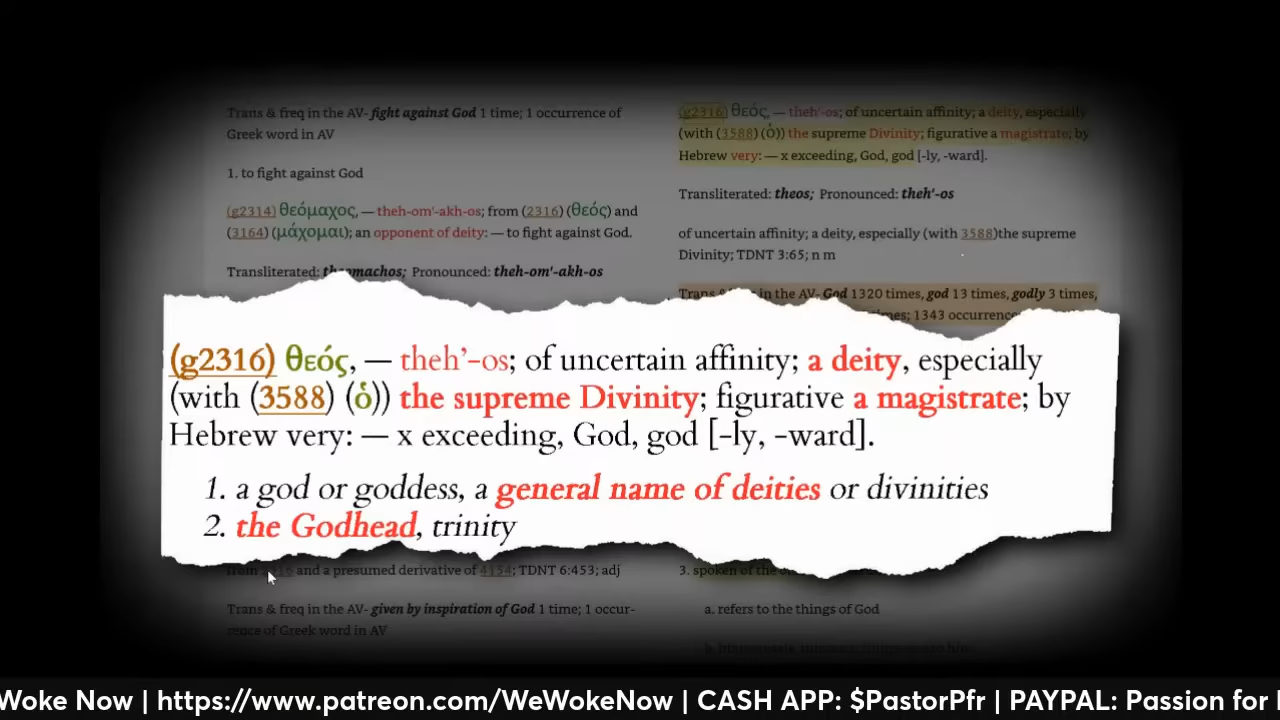 Trans & freq in the AV- fight against God 1 time; 1 occurrence of
Greek word in AV
1. to fight against God
(g2314) θεόμαχος, — theh-om'-akh-os; from (2316) (θεός) and
(3164) (μάχομαι); an opponent of deity: — to fight against God.
Transliterated: theomachos; Pronounced: theh-om'-akh-os
(g2316) θεός, — theh'-os; of uncertain affinity; a deity, especially
(with (3588) (ὁ)) the supreme Divinity; figurative a magistrate; by
Hebrew very: — x exceeding, God, god [-ly, -ward].
Transliterated: theos; Pronounced: theh'-os
of uncertain affinity; a deity, especially (with 3588)the supreme
Divinity; TDNT 3:65; n m
Trans & in the AV- God 1320 times, god 13 times, godly 3 times,
times; 1343 occurrence
(g2316) θεός, — theh’-os; of uncertain affinity; a deity, especially
(with (3588) (ὁ)) the supreme Divinity; figurative a magistrate; by
Hebrew very: — x exceeding, God, god [-ly, -ward].
1. a god or goddess, a general name of deities or divinities
2. the Godhead, trinity
from 2316 and a presumed derivative of 4154; TDNT 6:453; adj
Trans & freq in the AV- given by inspiration of God 1 time; 1 occur-
rence of Greek word in AV
3. spoken of the
a. refers to the things of God
Woke Now | https://www.patreon.com/WeWokeNow | CASH APP: $PastorPfr | PAYPAL: Passion for